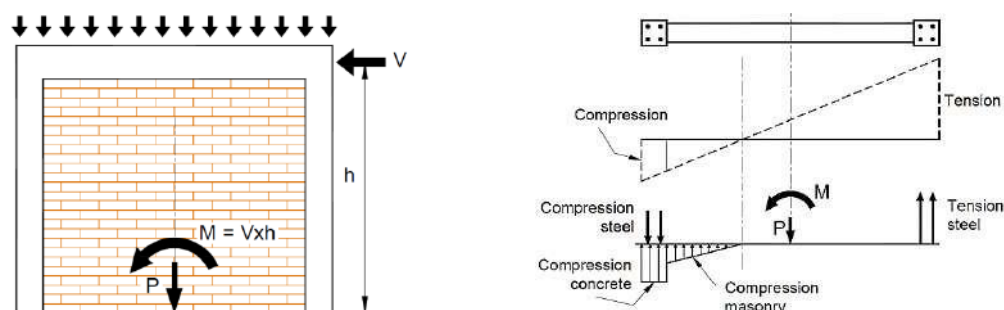 V
h
M = Vxh
P
Compression
Tension
Compression
steel
M
P
Tension
steel
Compression
concrete
Compression
masonry